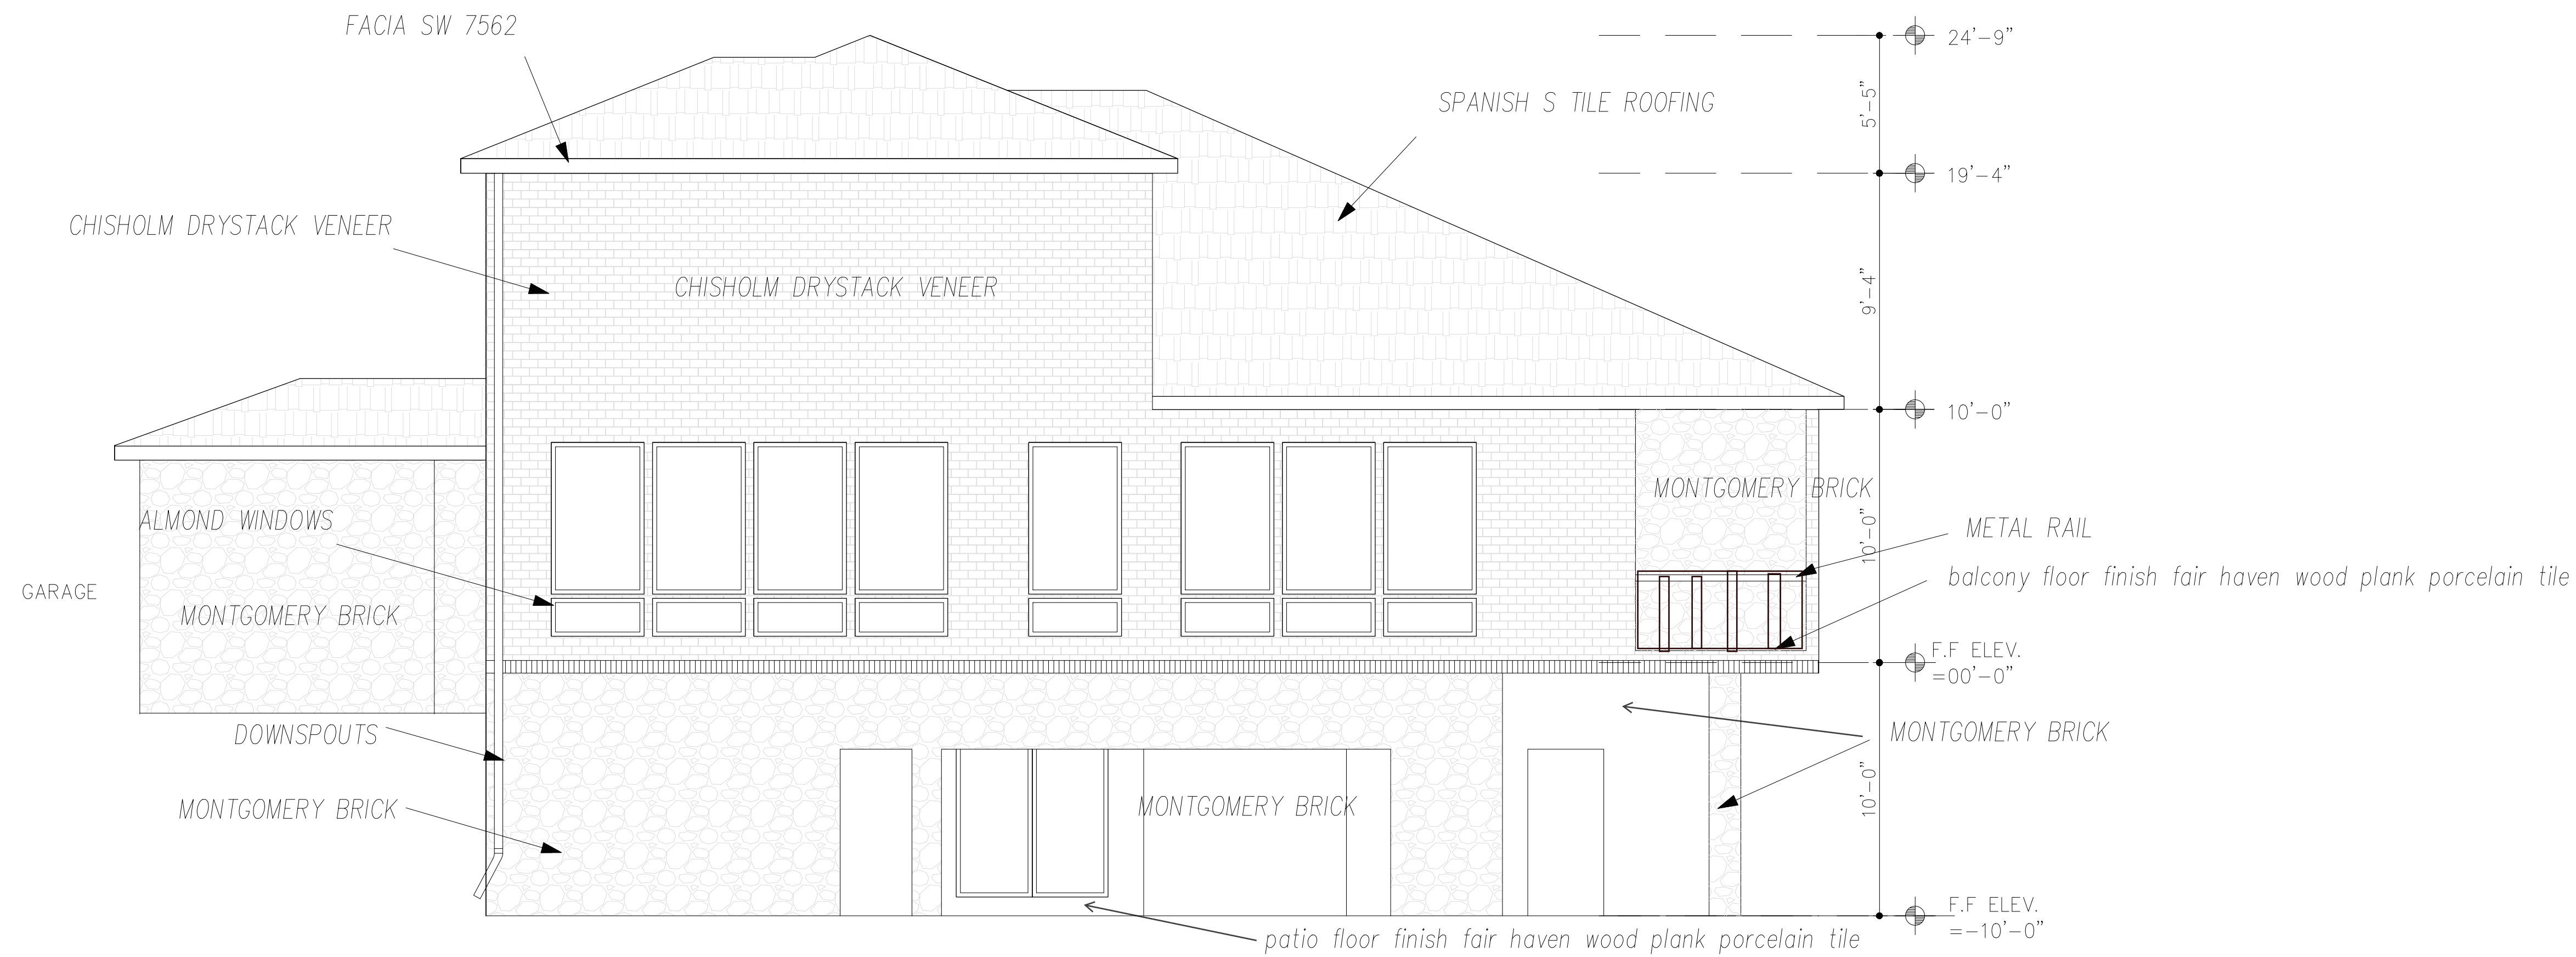 FACIA SW 7562
24'-9"
5'-5"
SPANISH S TILE ROOFING
19'-4"
CHISHOLM DRYSTACK VENEER
CHISHOLM DRYSTACK VENEER
9'-4"
10'-0"
MONTGOMERY BRICK
ALMOND WINDOWS
METAL RAIL
10'-0"
balcony floor finish fair haven wood plank porcelain tile
GARAGE
MONTGOMERY BRICK
F.F ELEV.
=00'-0"
DOWNSPOUTS
MONTGOMERY BRICK
MONTGOMERY BRICK
MONTGOMERY BRICK
10'-0"
F.F ELEV.
=-10'-0"
patio floor finish fair haven wood plank porcelain tile